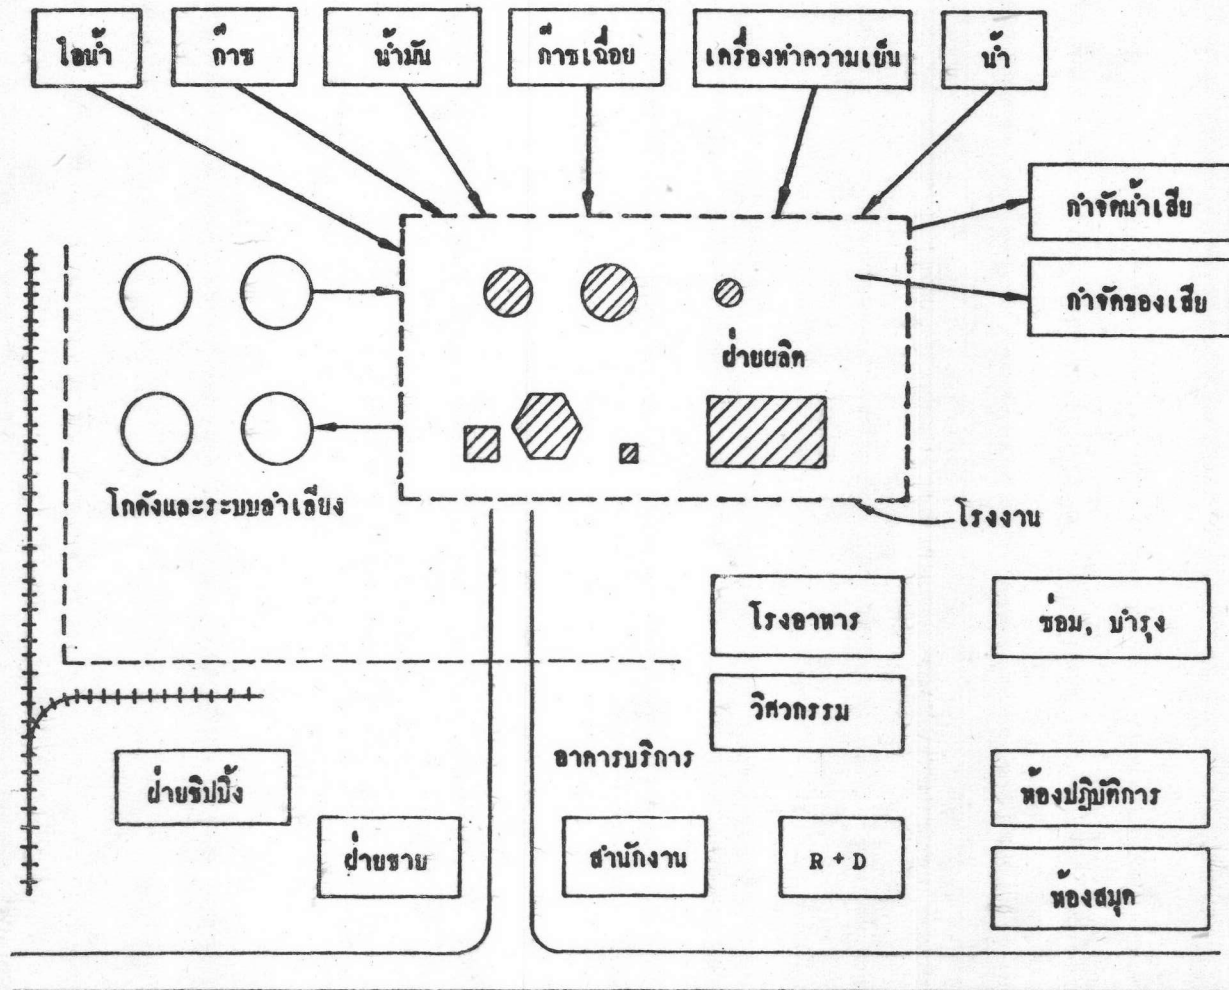 ไอน้ำ
ก๊าซ
น้ำมัน
ก๊าซเฉื่อย
เครื่องทำความเย็น
น้ำ
กำจัดน้ำเสีย
กำจัดของเสีย
ฝ่ายผลิต
โกดังและระบบลำเลียง
โรงงาน
โรงอาหาร
ซ่อม, บำรุง
วิศวกรรม
อาคารบริการ
ฝ่ายชิปปิ้ง
ห้องปฏิบัติการ
ฝ่ายขาย
สำนักงาน
R + D
ห้องสมุด